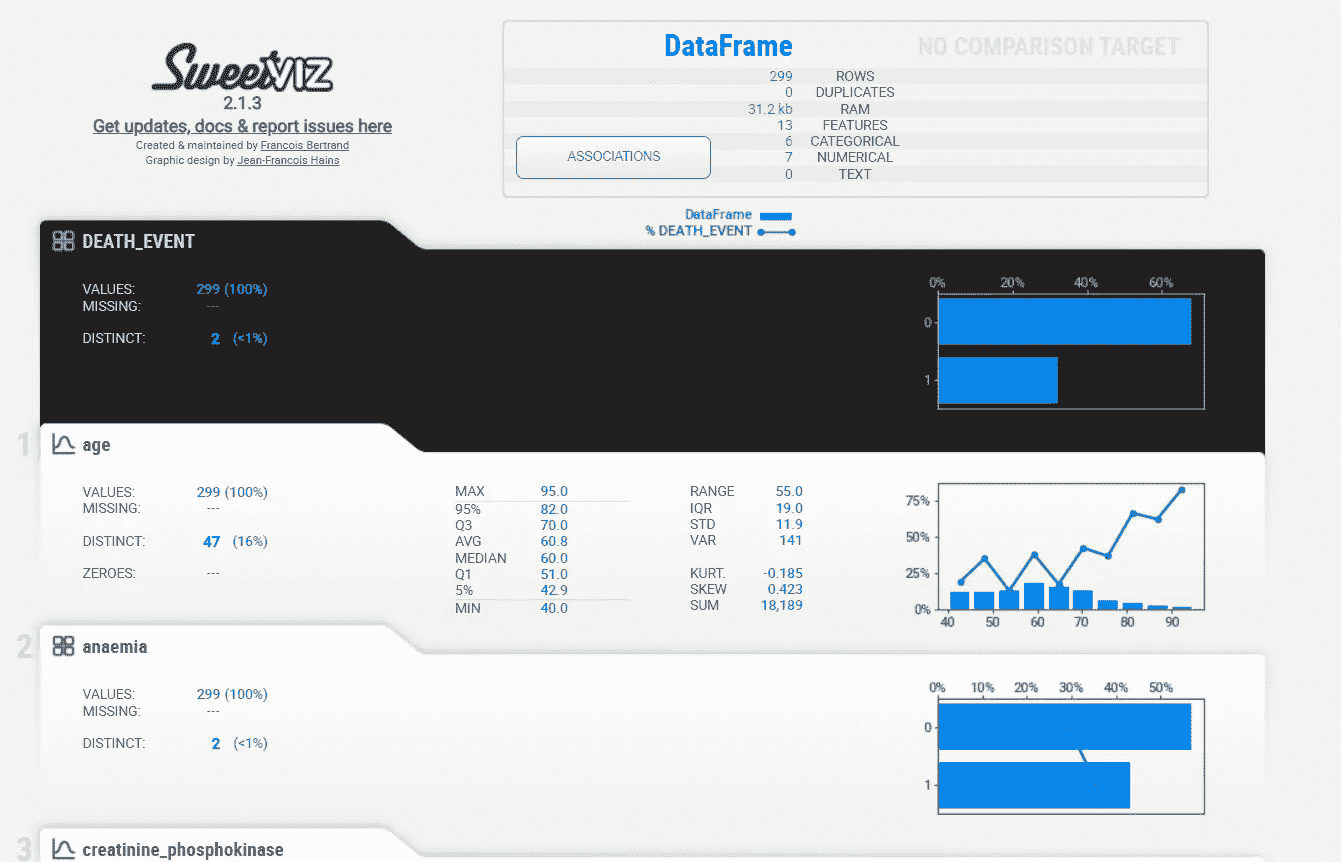 SweetVIZ
2.1.3
Get updates, docs & report issues here
Created & maintained by Francois Bertrand
Graphic design by Jean-Francois Hains
DataFrame
NO COMPARISON TARGET
299 ROWS
0 DUPLICATES
31.2 kb RAM
13 FEATURES
6 CATEGORICAL
7 NUMERICAL
0 TEXT
ASSOCIATIONS
DataFrame
% DEATH_EVENT
DEATH_EVENT
VALUES: 299 (100%)
MISSING: ---
DISTINCT: 2 (<1%)
0% 20% 40% 60%
0
1
1 age
VALUES: 299 (100%)
MISSING: ---
DISTINCT: 47 (16%)
ZEROES: ---
MAX 95.0
95% 82.0
Q3 70.0
AVG 60.8
MEDIAN 60.0
Q1 51.0
5% 42.9
MIN 40.0
RANGE 55.0
IQR 19.0
STD 11.9
VAR 141
KURT. -0.185
SKEW 0.423
SUM 18,189
75%
50%
25%
0%
40 50 60 70 80 90
2 anaemia
VALUES: 299 (100%)
MISSING: ---
DISTINCT: 2 (<1%)
0% 10% 20% 30% 40% 50%
0
1
3 creatinine_phosphokinase